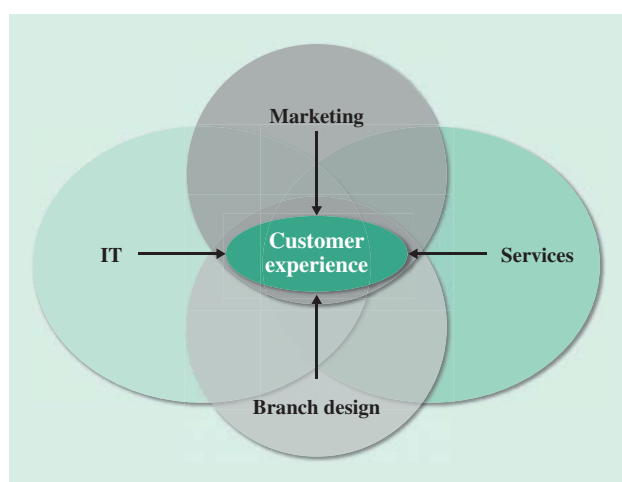 Marketing
IT
Customer
experience
Services
Branch design